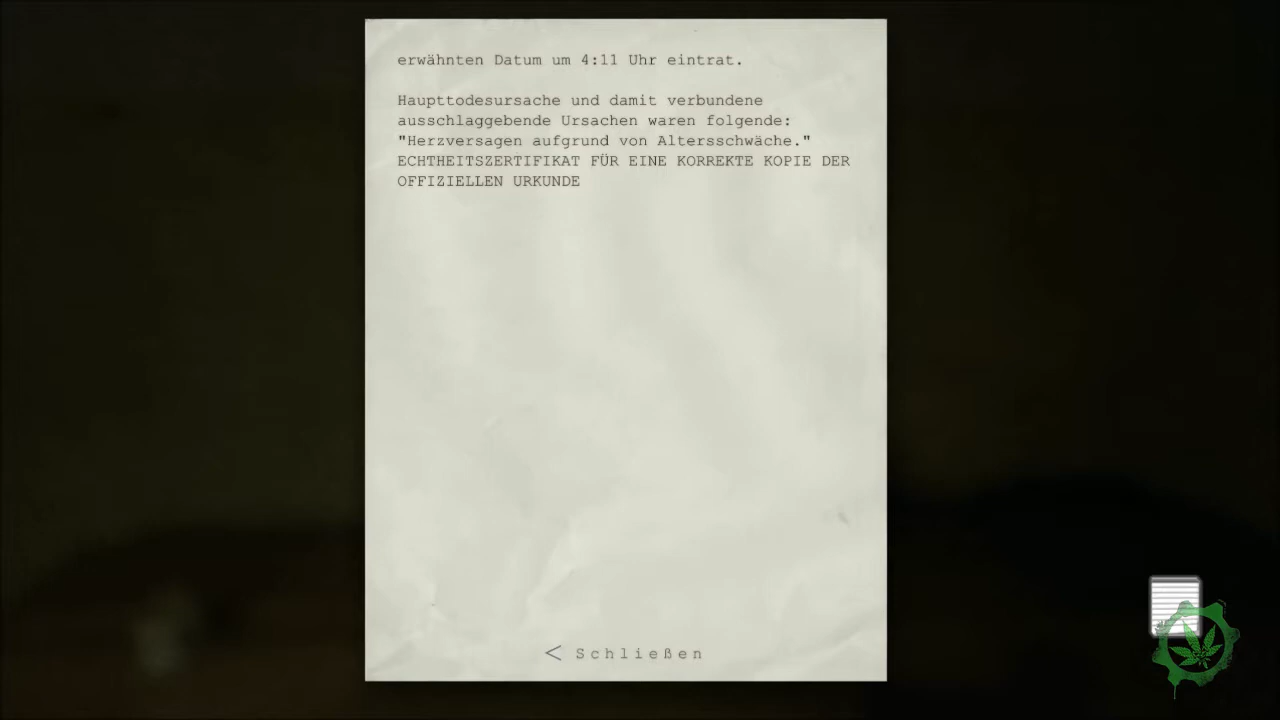 erwähnten Datum um 4:11 Uhr eintrat.
Haupttodesursache und damit verbundene
ausschlaggebende Ursachen waren folgende:
"Herzversagen aufgrund von Altersschwäche."
ECHTHEITSZERTIFIKAT FÜR EINE KORREKTE KOPIE DER
OFFIZIELLEN URKUNDE
< Schließen